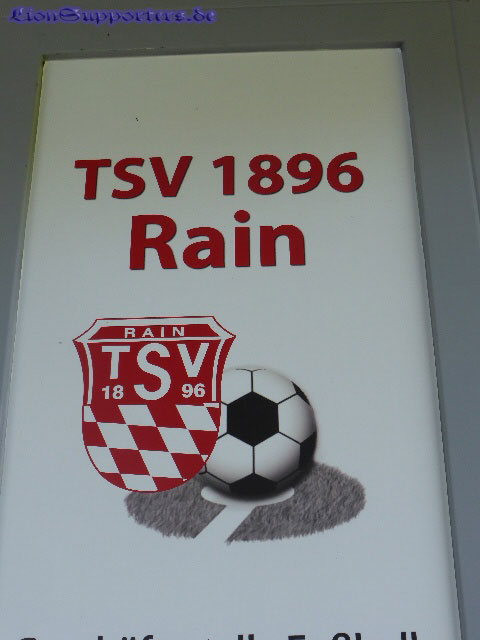 LionSupporters.de
TSV 1896
Rain
RAIN
TSV
18 96